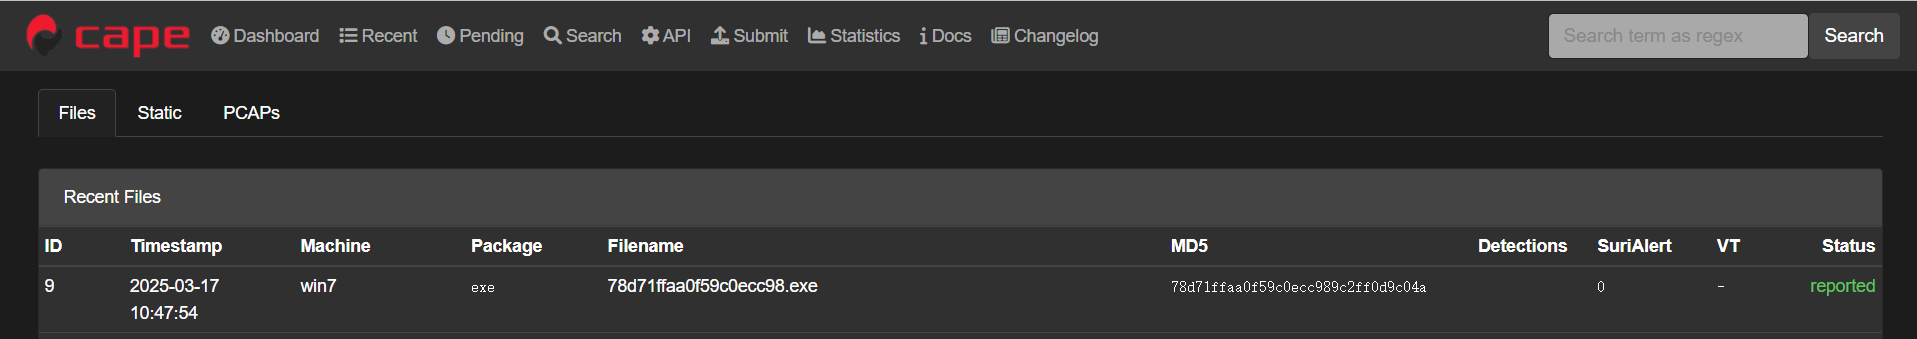 cape Dashboard Recent Pending Search API Submit Statistics Docs Changelog Search term as regex Search
Files Static PCAPs
Recent Files
ID Timestamp Machine Package Filename MD5 Detections SuriAlert VT Status
9 2025-03-17 win7 exe 78d71ffaa0f59c0ecc98.exe 78d71ffaa0f59c0ecc989c2ff0d9c04a 0 - reported
10:47:54